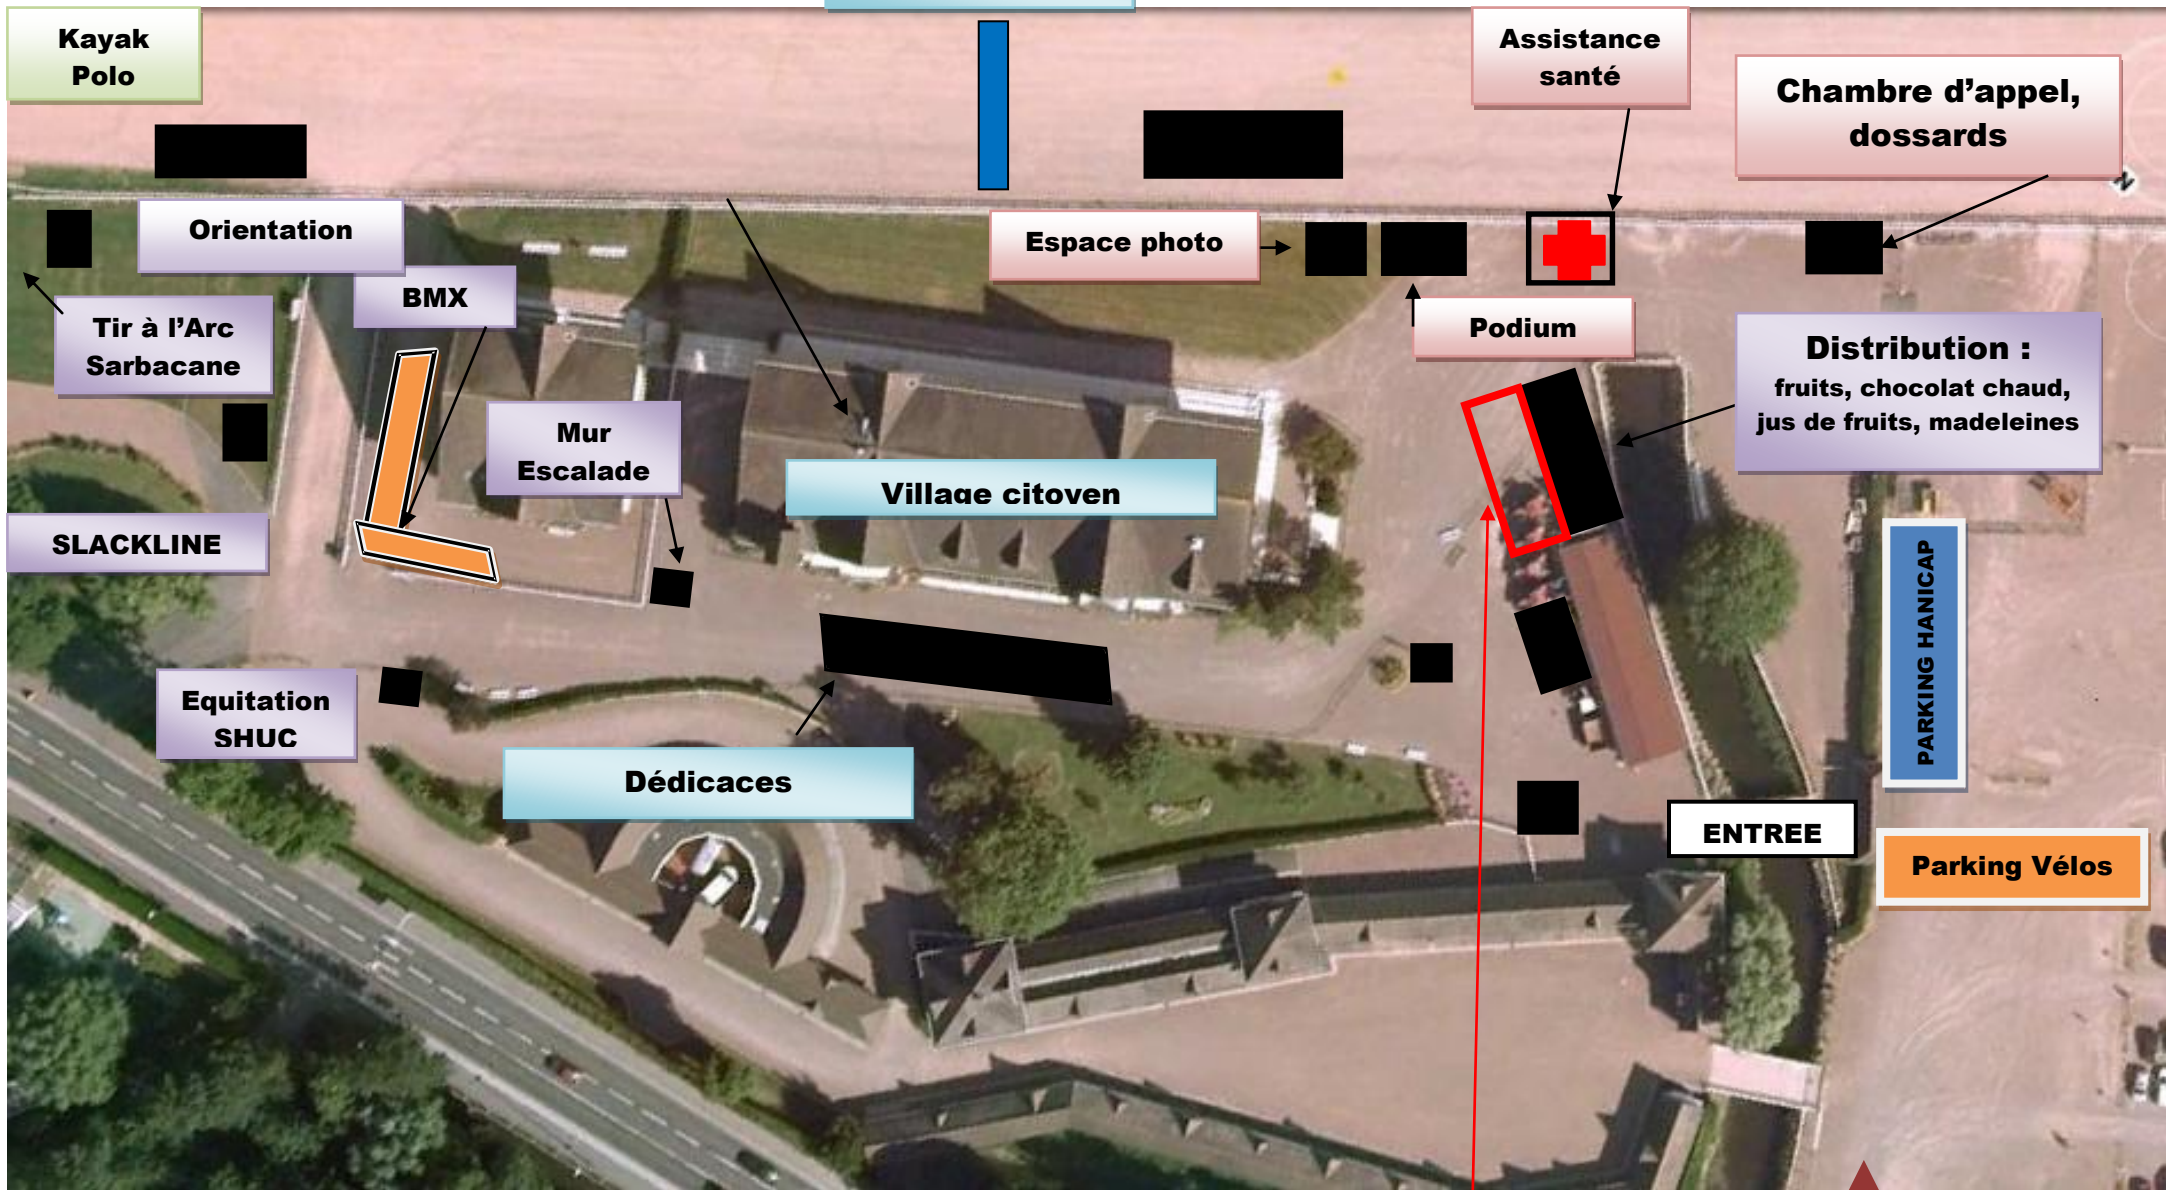 Kayak
Polo
Assistance
santé
Chambre d'appel,
dossards
Orientation
Espace photo
BMX
Tir à l'Arc
Sarbacane
Podium
Distribution :
fruits, chocolat chaud,
jus de fruits, madeleines
Mur
Escalade
Village citoyen
SLACKLINE
PARKING HANICAP
Equitation
SHUC
Dédicaces
ENTREE
Parking Vélos
N